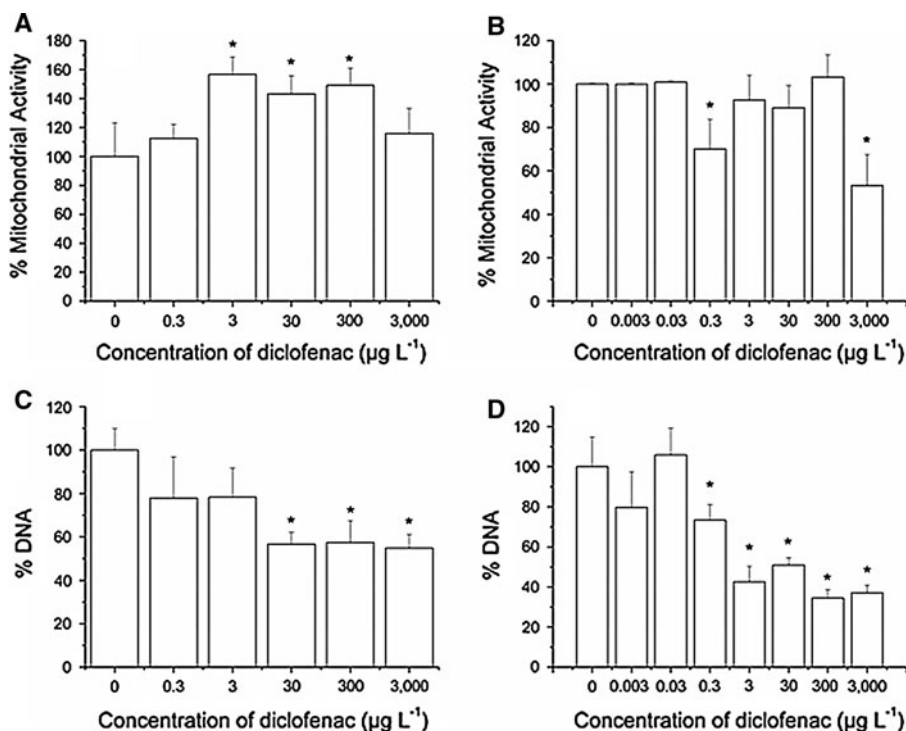 A
% Mitochondrial Activity
180
160
140
120
100
80
60
40
20
0
* * *
0 0.3 3 30 300 3,000
Concentration of diclofenac (µg L⁻¹)
B
% Mitochondrial Activity
120
100
80
60
40
20
0
* *
0 0.003 0.03 0.3 3 30 300 3,000
Concentration of diclofenac (µg L⁻¹)
C
% DNA
120
100
80
60
40
20
0
* * *
0 0.3 3 30 300 3,000
Concentration of diclofenac (µg L⁻¹)
D
% DNA
120
100
80
60
40
20
0
* * * * *
0 0.003 0.03 0.3 3 30 300 3,000
Concentration of diclofenac (µg L⁻¹)